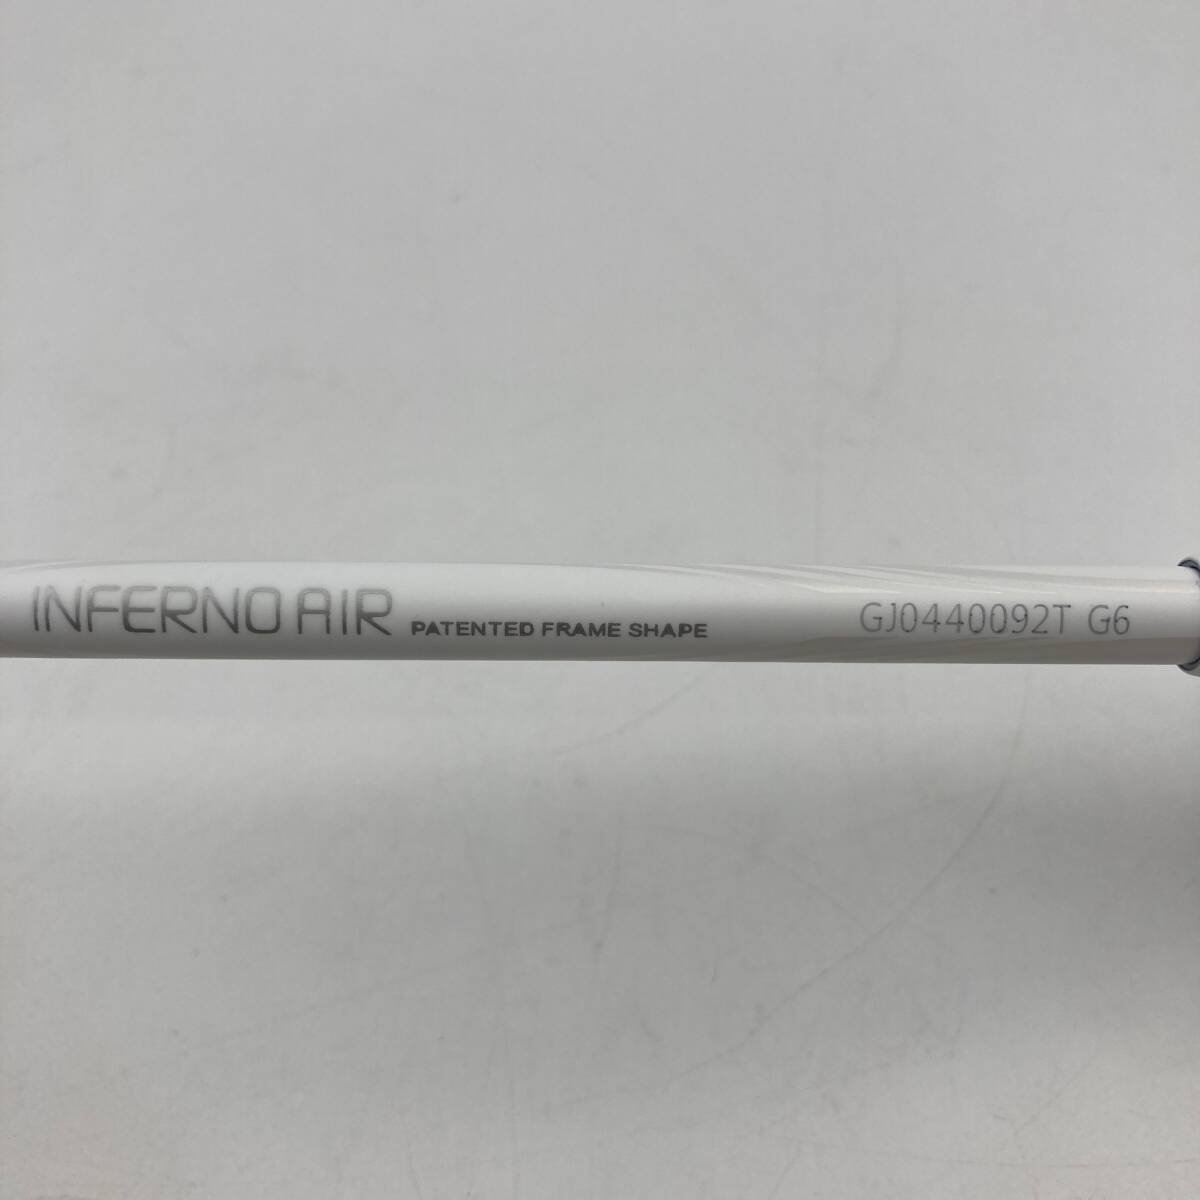 INFERNO AIR PATENTED FRAME SHAPE GJ0440092T G6